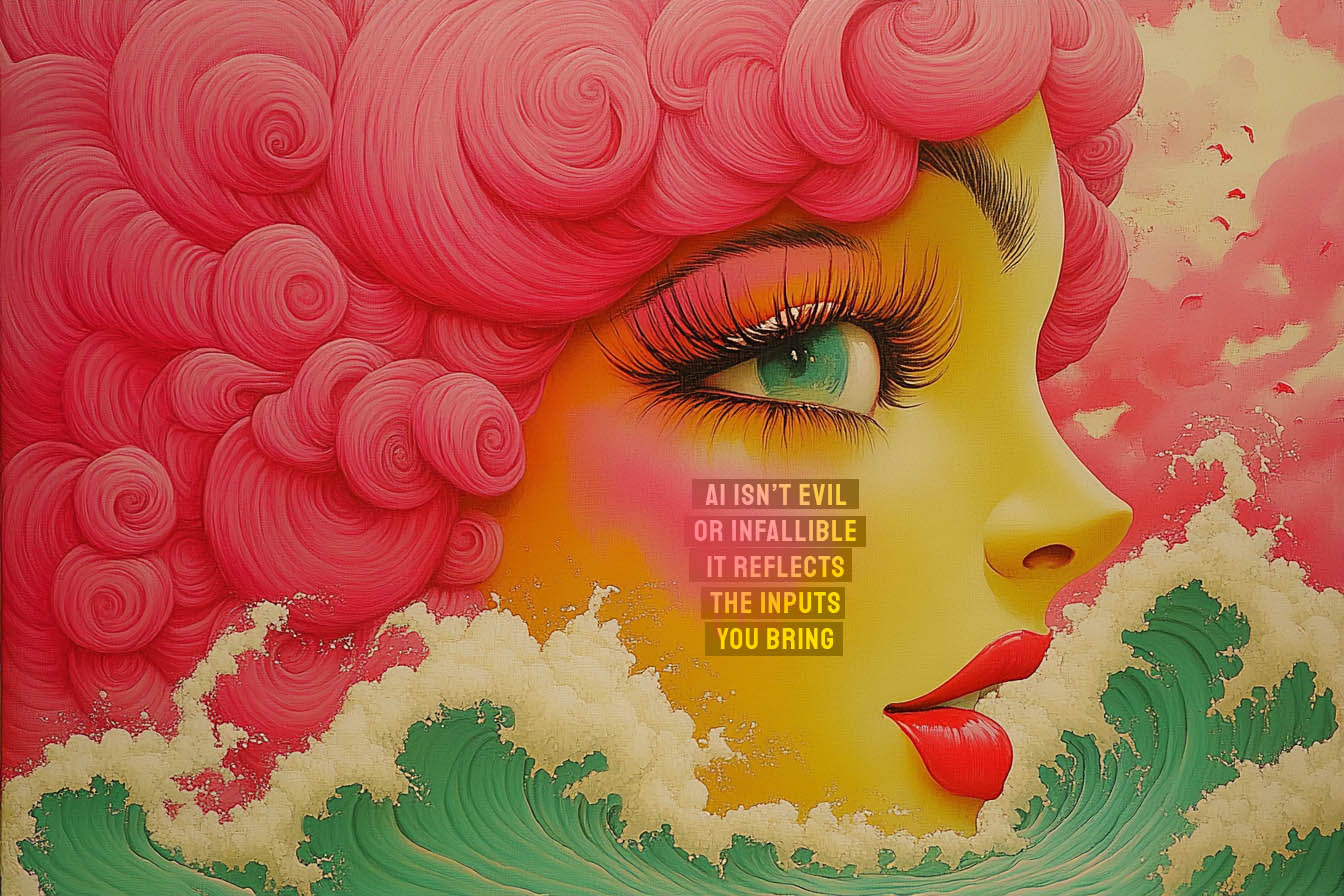 AI ISN'T EVIL
OR INFALLIBLE
IT REFLECTS
THE INPUTS
YOU BRING